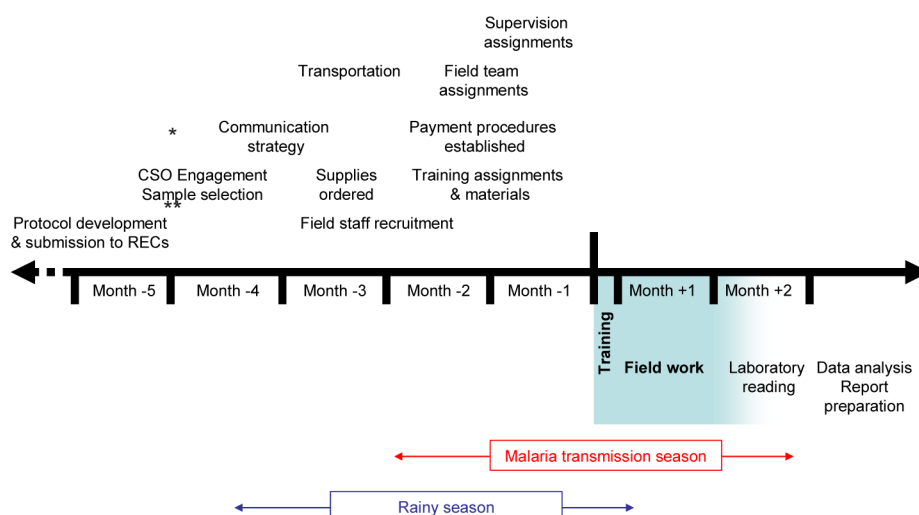 Supervision
assignments
Transportation
Field team
assignments
*
Communication
strategy
Payment procedures
established
CSO Engagement
Sample selection
**
Supplies
ordered
Training assignments
& materials
Protocol development
& submission to RECs
Field staff recruitment
Month -5
Month -4
Month -3
Month -2
Month -1
Month +1
Month +2
Training
Field work
Laboratory
reading
Data analysis
Report
preparation
Malaria transmission season
Rainy season